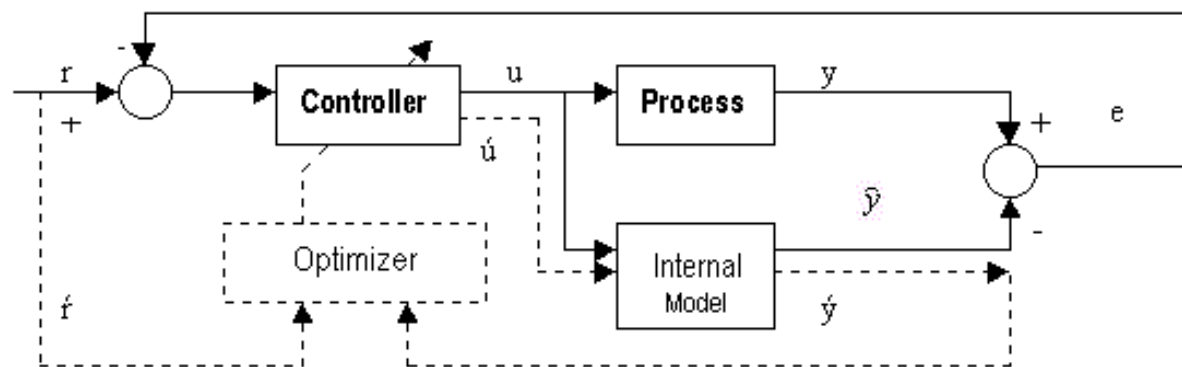 -
r
+
Controller
u
ú
Process
y
+
e
ŷ
-
Optimizer
Internal
Model
ŕ
ý